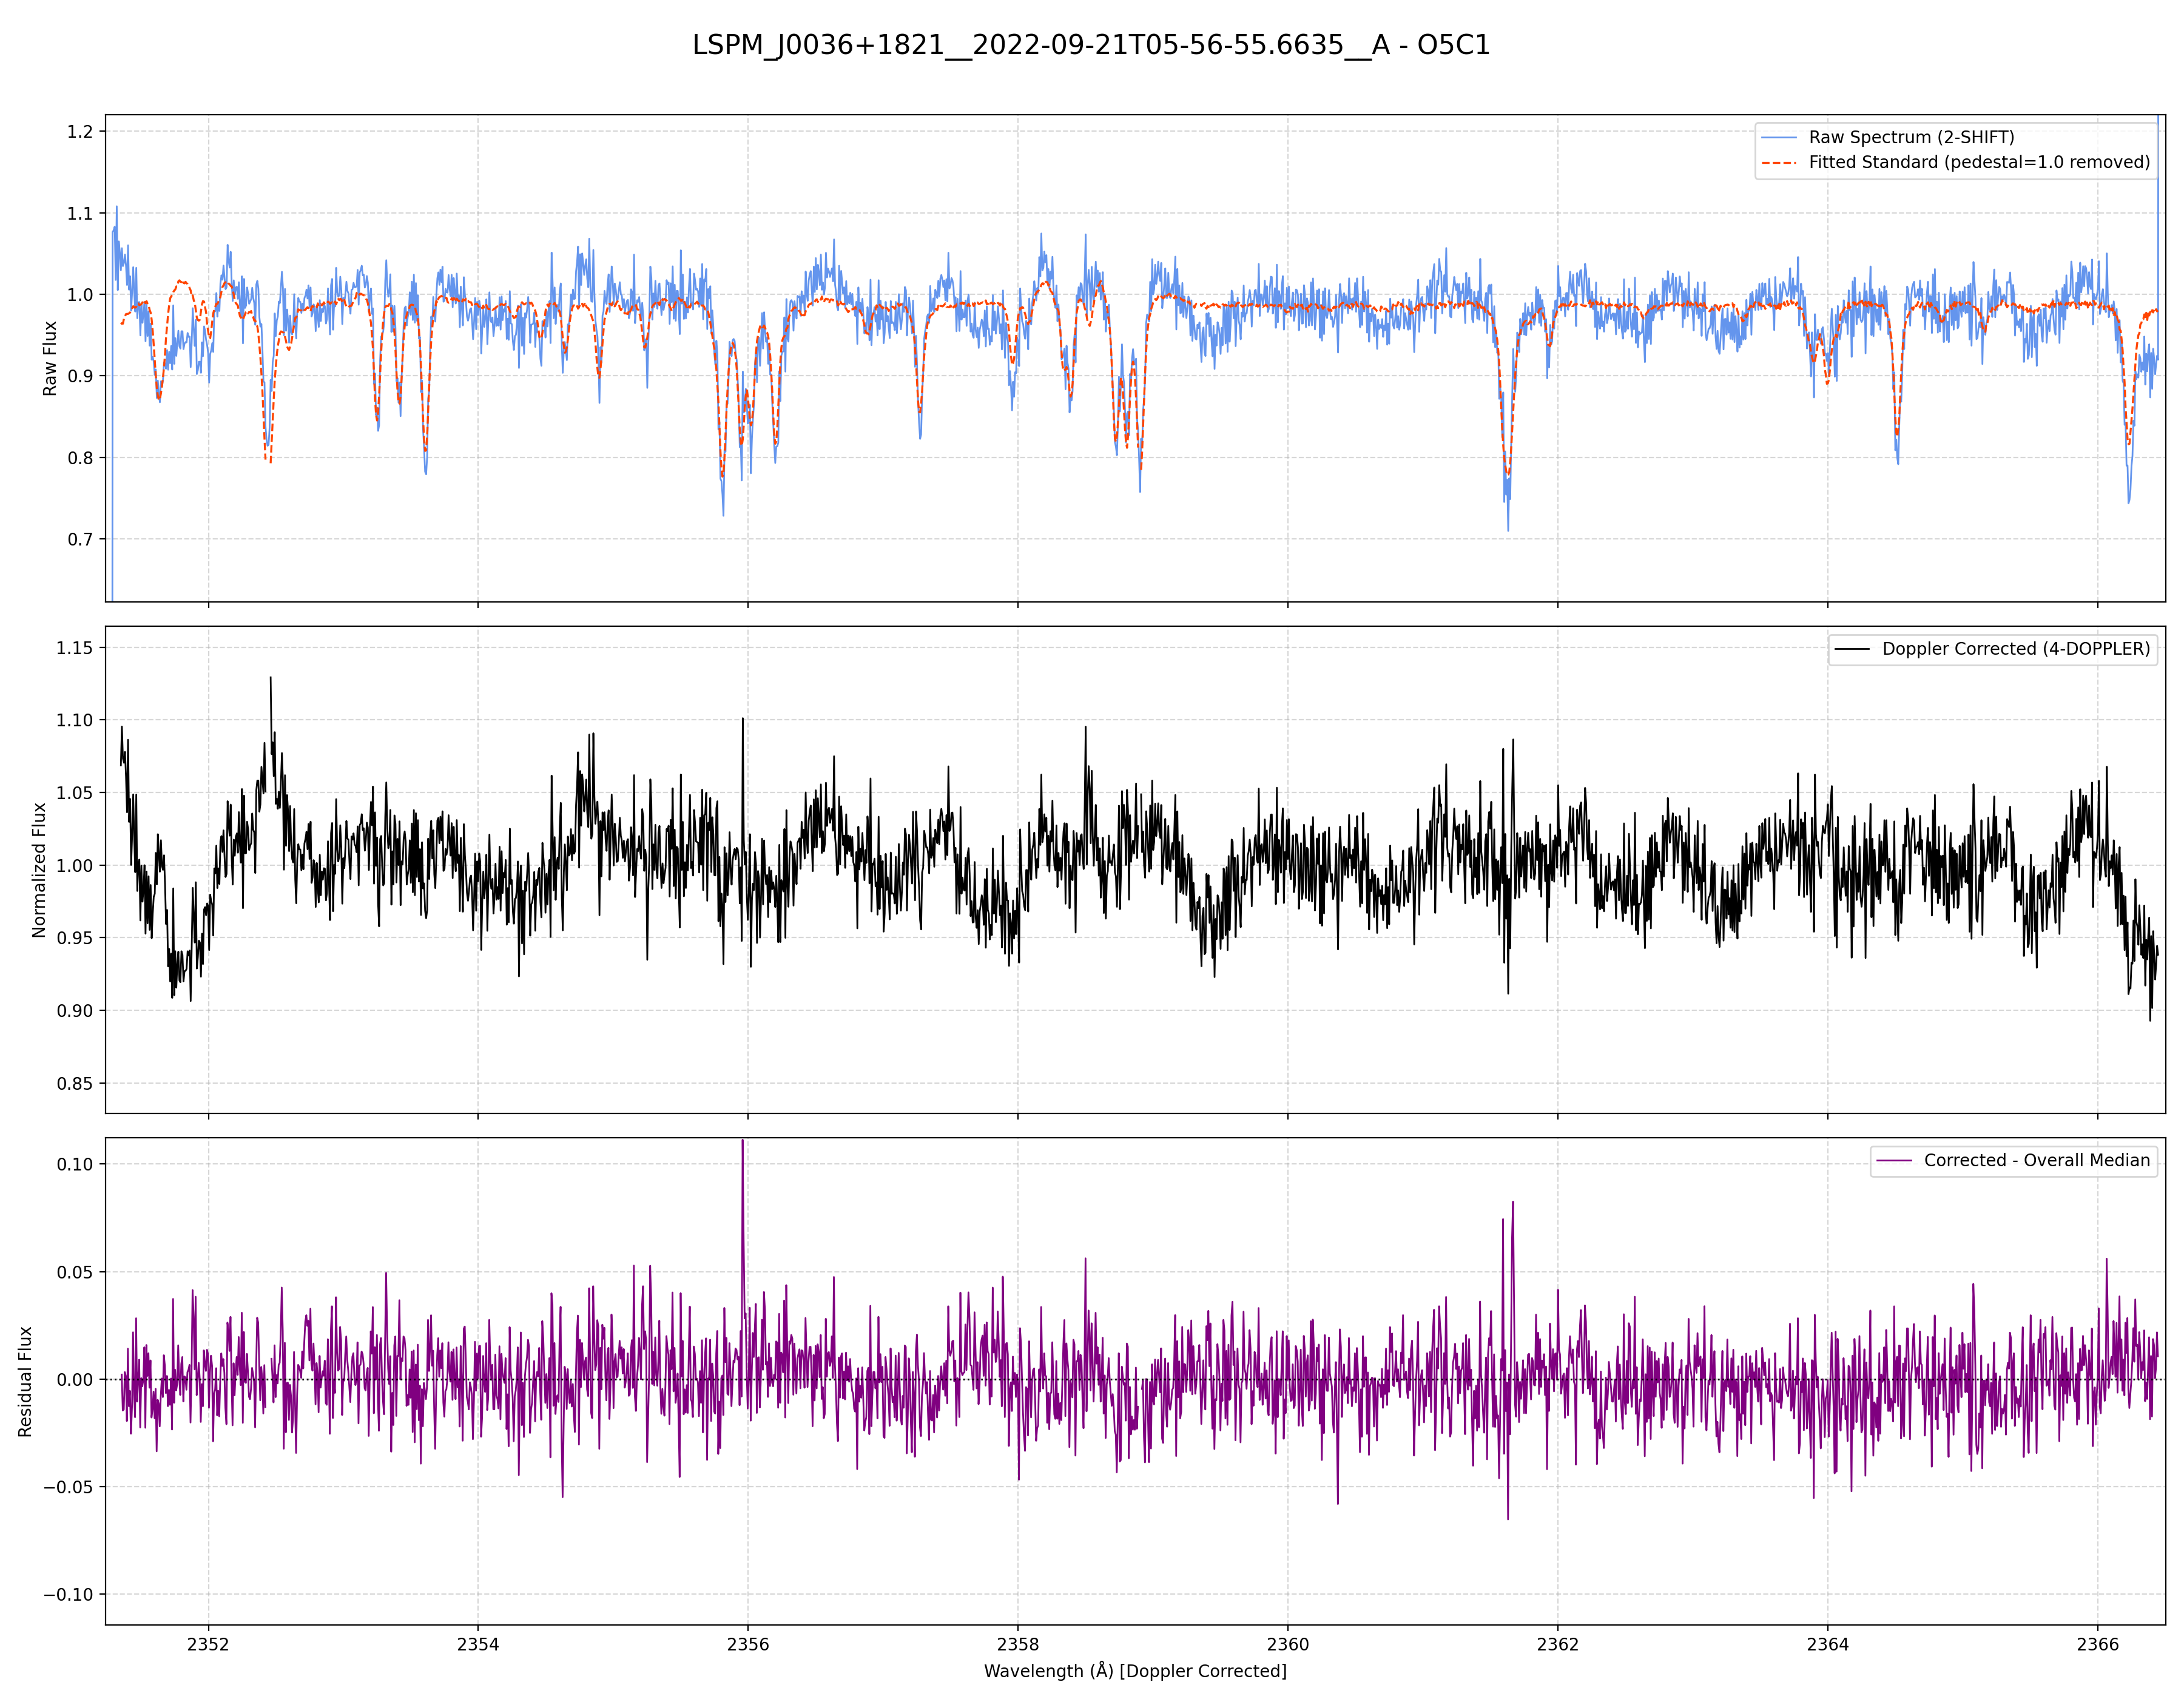 LSPM_J0036+1821__2022-09-21T05-56-55.6635__A - O5C1
Raw Flux
1.2
1.1
1.0
0.9
0.8
0.7
Raw Spectrum (2-SHIFT)
Fitted Standard (pedestal=1.0 removed)
Normalized Flux
1.15
1.10
1.05
1.00
0.95
0.90
0.85
Doppler Corrected (4-DOPPLER)
Residual Flux
0.10
0.05
0.00
−0.05
−0.10
Corrected - Overall Median
2352 2354 2356 2358 2360 2362 2364 2366
Wavelength (Å) [Doppler Corrected]